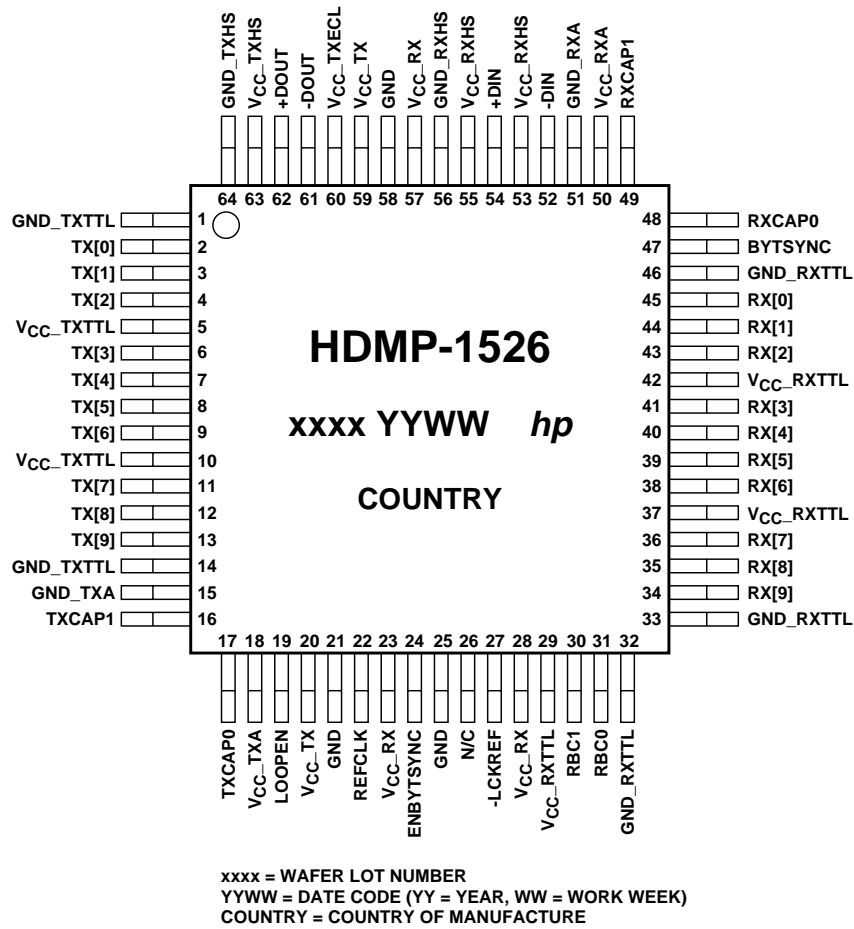 GND_TXHS
VCC_TXHS
+DOUT
-DOUT
VCC_TXECL
VCC_TX
GND
VCC_RX
GND_RXHS
VCC_RXHS
+DIN
VCC_RXHS
-DIN
GND_RXA
VCC_RXA
RXCAP1
64 63 62 61 60 59 58 57 56 55 54 53 52 51 50 49
GND_TXTTL 1
TX[0] 2
TX[1] 3
TX[2] 4
VCC_TXTTL 5
TX[3] 6
TX[4] 7
TX[5] 8
TX[6] 9
VCC_TXTTL 10
TX[7] 11
TX[8] 12
TX[9] 13
GND_TXTTL 14
GND_TXA 15
TXCAP1 16
HDMP-1526
xxxx YYWW hp
COUNTRY
48 RXCAP0
47 BYTSYNC
46 GND_RXTTL
45 RX[0]
44 RX[1]
43 RX[2]
42 VCC_RXTTL
41 RX[3]
40 RX[4]
39 RX[5]
38 RX[6]
37 VCC_RXTTL
36 RX[7]
35 RX[8]
34 RX[9]
33 GND_RXTTL
17 18 19 20 21 22 23 24 25 26 27 28 29 30 31 32
TXCAP0
VCC_TXA
LOOPEN
VCC_TX
GND
REFCLK
VCC_RX
ENBYTSYNC
GND
N/C
-LCKREF
VCC_RX
VCC_RXTTL
RBC1
RBC0
GND_RXTTL
xxxx = WAFER LOT NUMBER
YYWW = DATE CODE (YY = YEAR, WW = WORK WEEK)
COUNTRY = COUNTRY OF MANUFACTURE